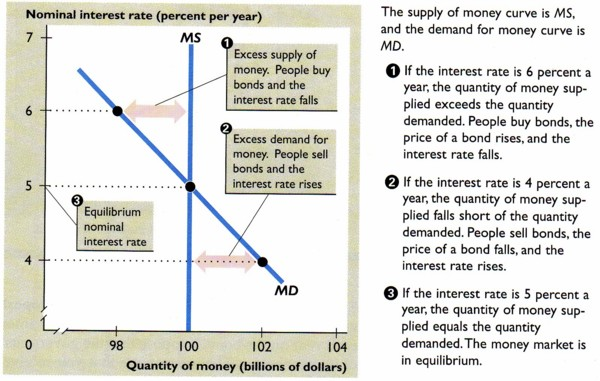 Nominal interest rate (percent per year)
7
6
5
4
0
MS
1
Excess supply of
money. People buy
bonds and the
interest rate falls
2
Excess demand for
money. People sell
bonds and the
interest rate rises
3
Equilibrium
nominal
interest rate
MD
98
100
102
104
Quantity of money (billions of dollars)
The supply of money curve is MS,
and the demand for money curve is
MD.
1 If the interest rate is 6 percent a
year, the quantity of money sup-
plied exceeds the quantity
demanded. People buy bonds, the
price of a bond rises, and the
interest rate falls.
2 If the interest rate is 4 percent a
year, the quantity of money sup-
plied falls short of the quantity
demanded. People sell bonds, the
price of a bond falls, and the
interest rate rises.
3 If the interest rate is 5 percent a
year, the quantity of money sup-
plied equals the quantity
demanded. The money market is
in equilibrium.